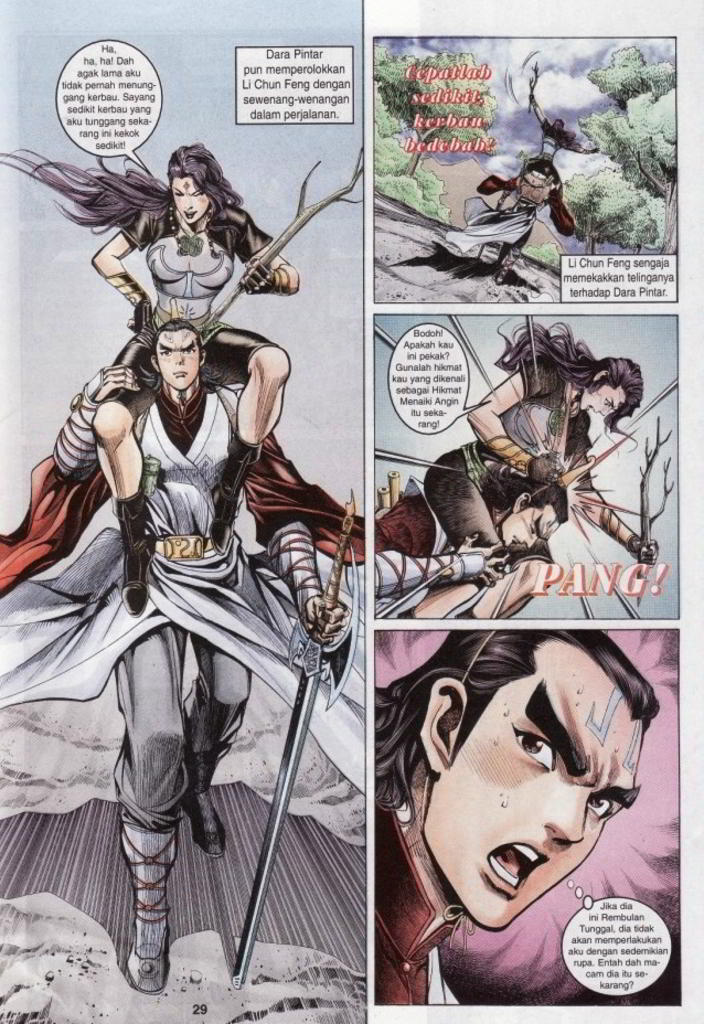 Ha,
ha, ha! Dah
agak lama aku
tidak pernah menung-
gang kerbau. Sayang
sedikit kerbau yang
aku tunggang seka-
rang ini kekok
sedikit!
Dara Pintar
pun memperolokkan
Li Chun Feng dengan
sewenang-wenangan
dalam perjalanan.
Cepatlah
sedikit,
kerbau
bedebah!
Li Chun Feng sengaja
memekakkan telinganya
terhadap Dara Pintar.
Bodoh!
Apakah kau
ini pekak?
Gunalah hikmat
kau yang dikenali
sebagai Hikmat
Menaiki Angin
itu seka-
rang!
PANG!
Jika dia
ini Rembulan
Tunggal, dia tidak
akan memperlakukan
aku dengan sedemikian
rupa. Entah dah ma-
cam dia itu se-
karang?
29